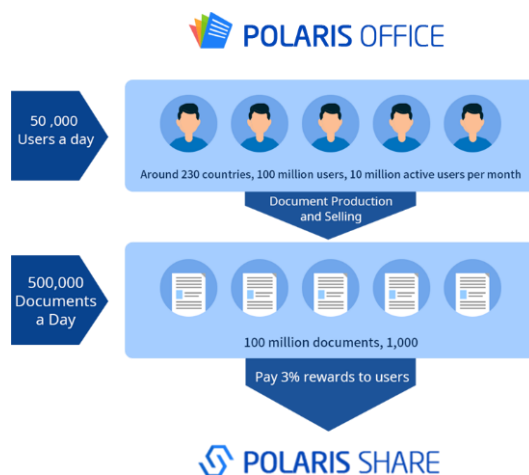 POLARIS OFFICE
50 ,000
Users a day
Around 230 countries, 100 million users, 10 million active users per month
Document Production
and Selling
500,000
Documents
a Day
100 million documents, 1,000
Pay 3% rewards to users
POLARIS SHARE